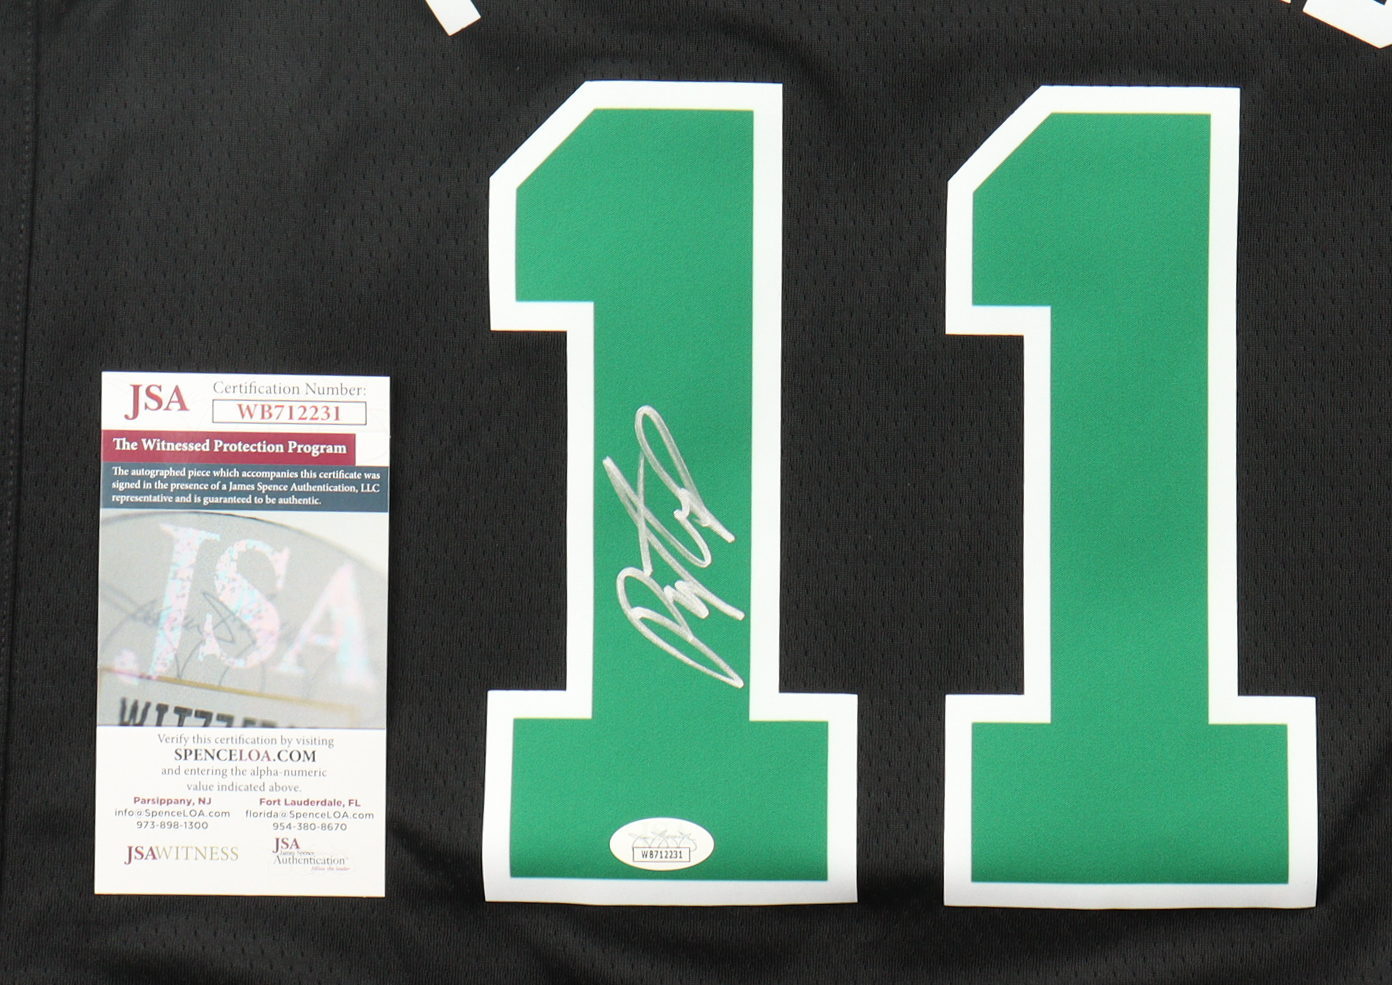 11
JSA
Certification Number:
WB712231
The Witnessed Protection Program
The autographed piece which accompanies this certificate was
signed in the presence of a James Spence Authentication, LLC
representative and is guaranteed to be authentic.
JSA
Verify this certification by visiting
SPENCELOA.COM
and entering the alpha-numeric
value indicated above.
Parsippany, NJ
info@SpenceLOA.com
973-898-1300
Fort Lauderdale, FL
florida@SpenceLOA.com
954-380-8670
JSAWITNESS
JSA
James Spence
Authentication
WB712231